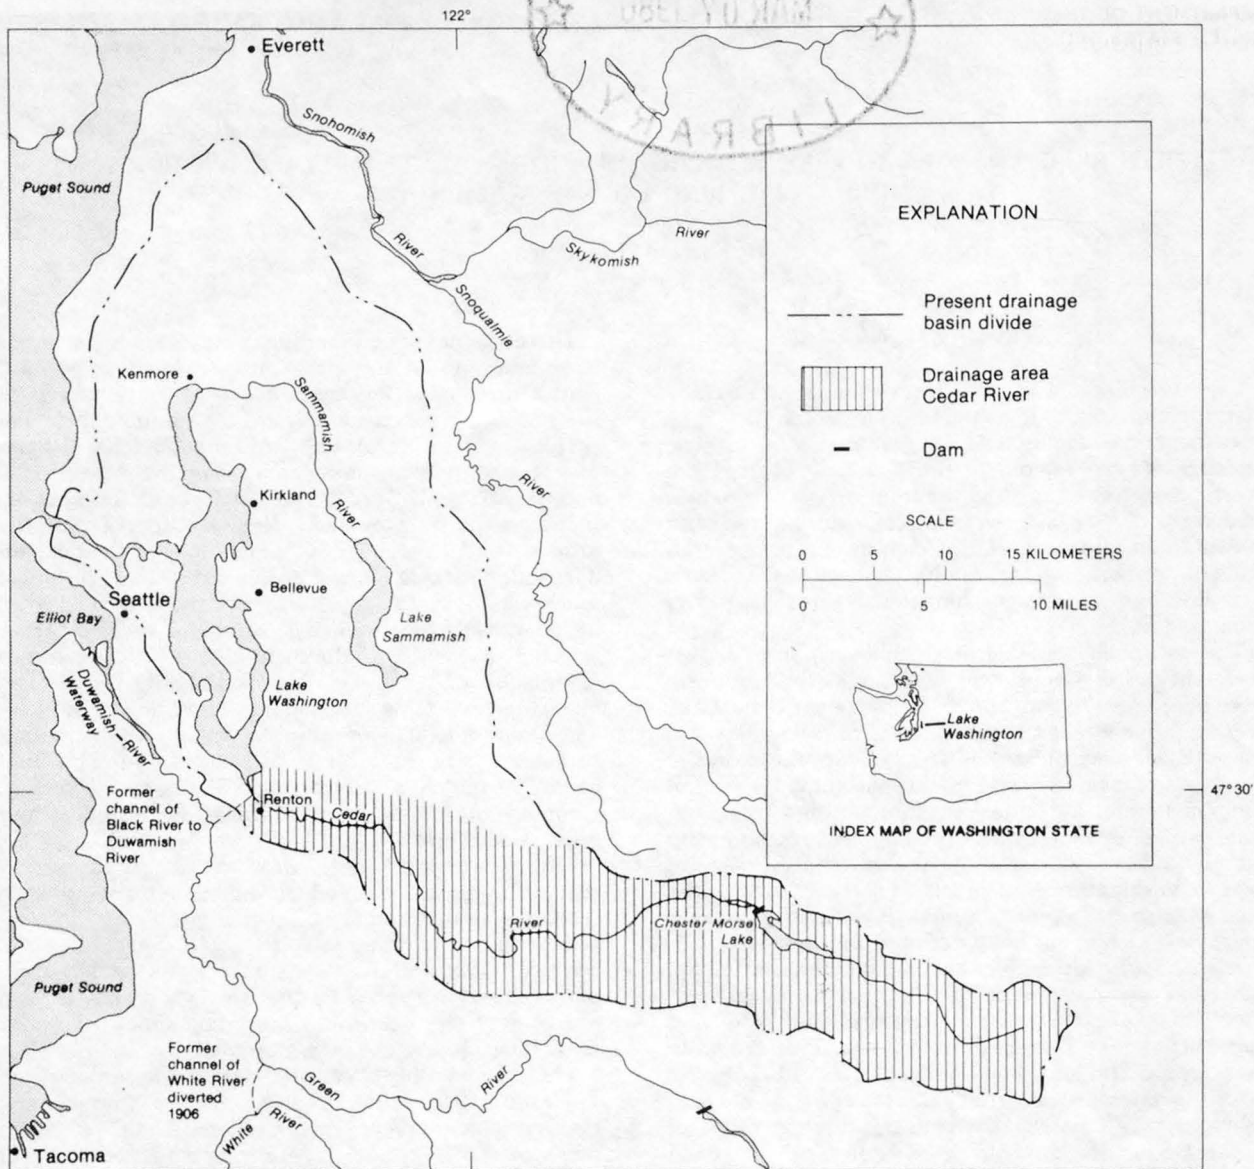 122°
Everett
Snohomish
River
Puget Sound
Skykomish
River
Snoqualmie
River
EXPLANATION
Present drainage
basin divide
Drainage area
Cedar River
Dam
SCALE
0 5 10 15 KILOMETERS
0 5 10 MILES
Lake
Washington
INDEX MAP OF WASHINGTON STATE
47°30'
Kenmore
Sammamish
River
Kirkland
Bellevue
Seattle
Elliot Bay
Lake
Sammamish
Duwamish – River
Waterway
Lake
Washington
Former
channel of
Black River to
Duwamish
River
Renton
Cedar
River
Chester Morse
Lake
Puget Sound
Former
channel of
White River
diverted
1906
Green
River
White
River
Tacoma
LIBRARY